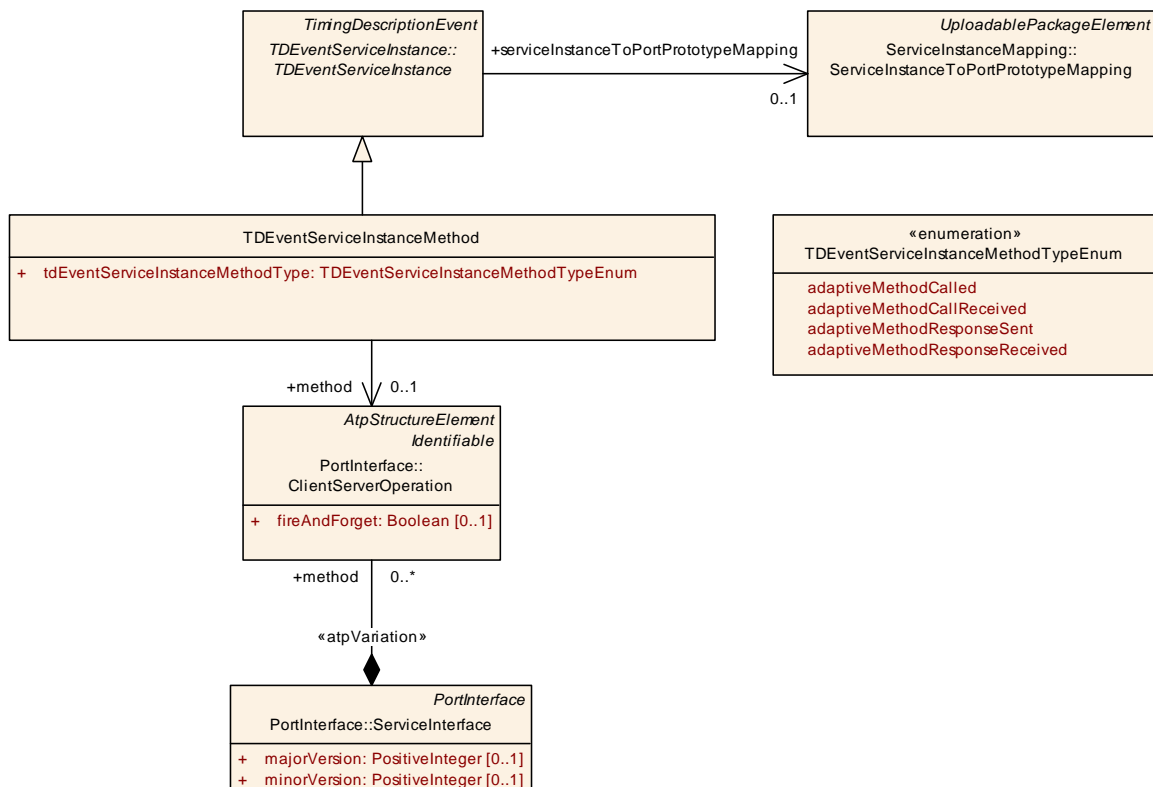 TimingDescriptionEvent
TDEventServiceInstance::
TDEventServiceInstance
+serviceInstanceToPortPrototypeMapping
0..1
UploadablePackageElement
ServiceInstanceMapping::
ServiceInstanceToPortPrototypeMapping
TDEventServiceInstanceMethod
+ tdEventServiceInstanceMethodType: TDEventServiceInstanceMethodTypeEnum
«enumeration»
TDEventServiceInstanceMethodTypeEnum
adaptiveMethodCalled
adaptiveMethodCallReceived
adaptiveMethodResponseSent
adaptiveMethodResponseReceived
+method 0..1
AtpStructureElement
Identifiable
PortInterface::
ClientServerOperation
+ fireAndForget: Boolean [0..1]
+method 0..*
«atpVariation»
PortInterface
PortInterface::ServiceInterface
+ majorVersion: PositiveInteger [0..1]
+ minorVersion: PositiveInteger [0..1]